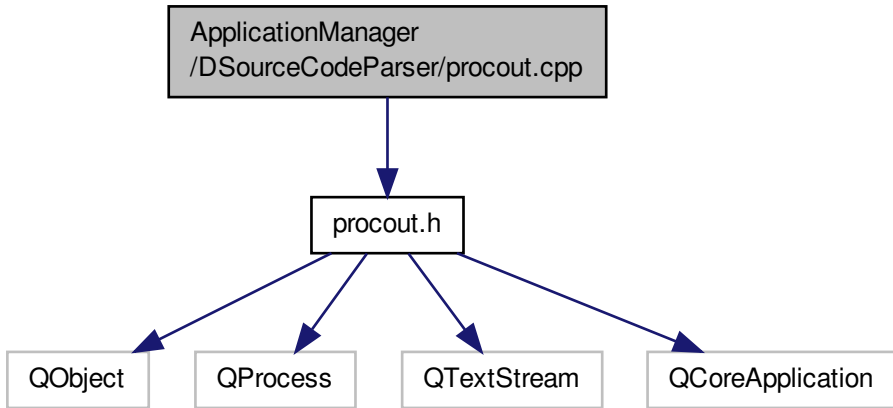 ApplicationManager
/DSourceCodeParser/procout.cpp
procout.h
QObject
QProcess
QTextStream
QCoreApplication